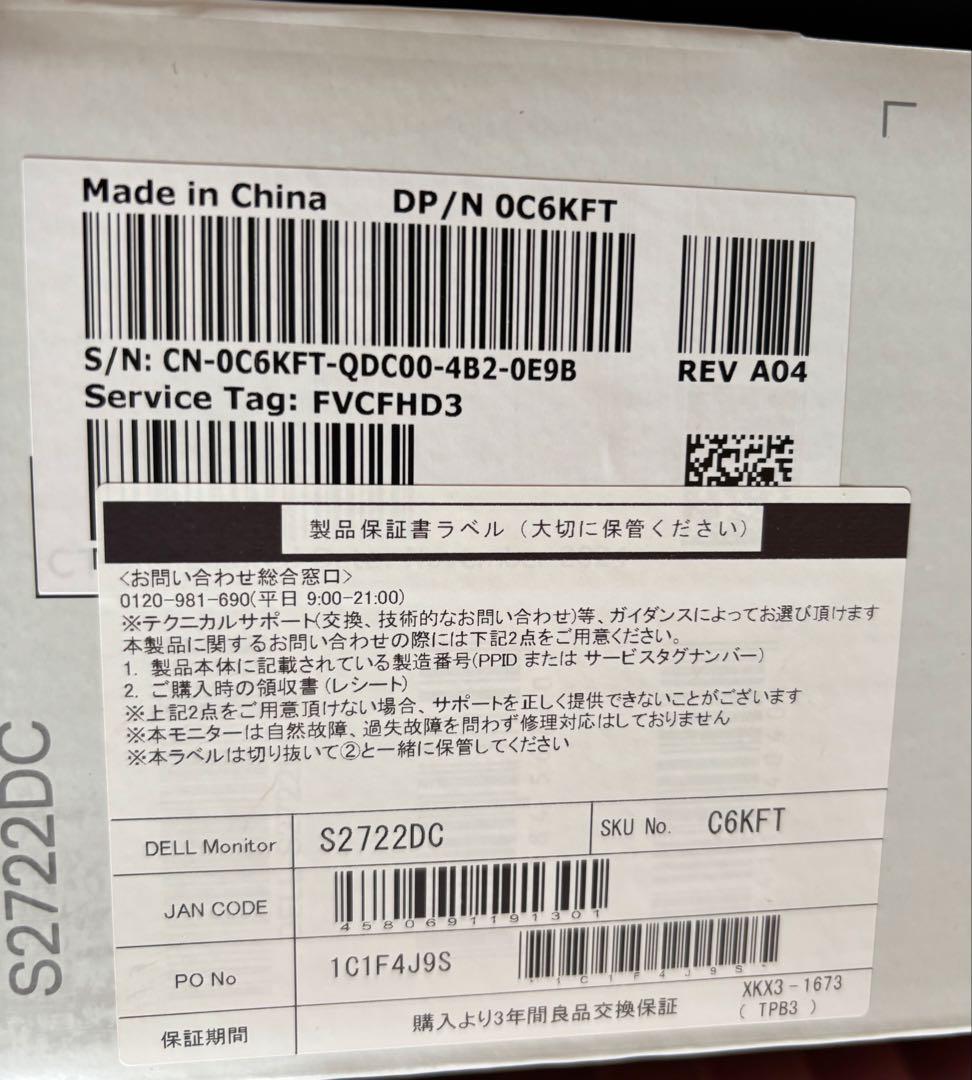 Made in China DP/N 0C6KFT
S/N: CN-0C6KFT-QDC00-4B2-0E9B
REV A04
Service Tag: FVCFHD3
製品保証書ラベル（大切に保管ください）
<お問い合わせ総合窓口>
0120-981-690(平日 9:00-21:00)
※テクニカルサポート(交換、技術的なお問い合わせ)等、ガイダンスによってお選び頂けます
本製品に関するお問い合わせの際には下記2点をご用意ください。
1. 製品本体に記載されている製造番号(PPID または サービスタグナンバー)
2. ご購入時の領収書(レシート)
※上記2点をご用意頂けない場合、サポートを正しく提供できないことがございます
※本モニターは自然故障、過失故障を問わず修理対応はしておりません
※本ラベルは切り抜いて②と一緒に保管してください
DELL Monitor S2722DC SKU No. C6KFT
JAN CODE
4580691191301
PO No 1C1F4J9S
*1C1F4J9S*
保証期間 購入より3年間良品交換保証
XKX3-1673
( TPB3 )
S2722DC